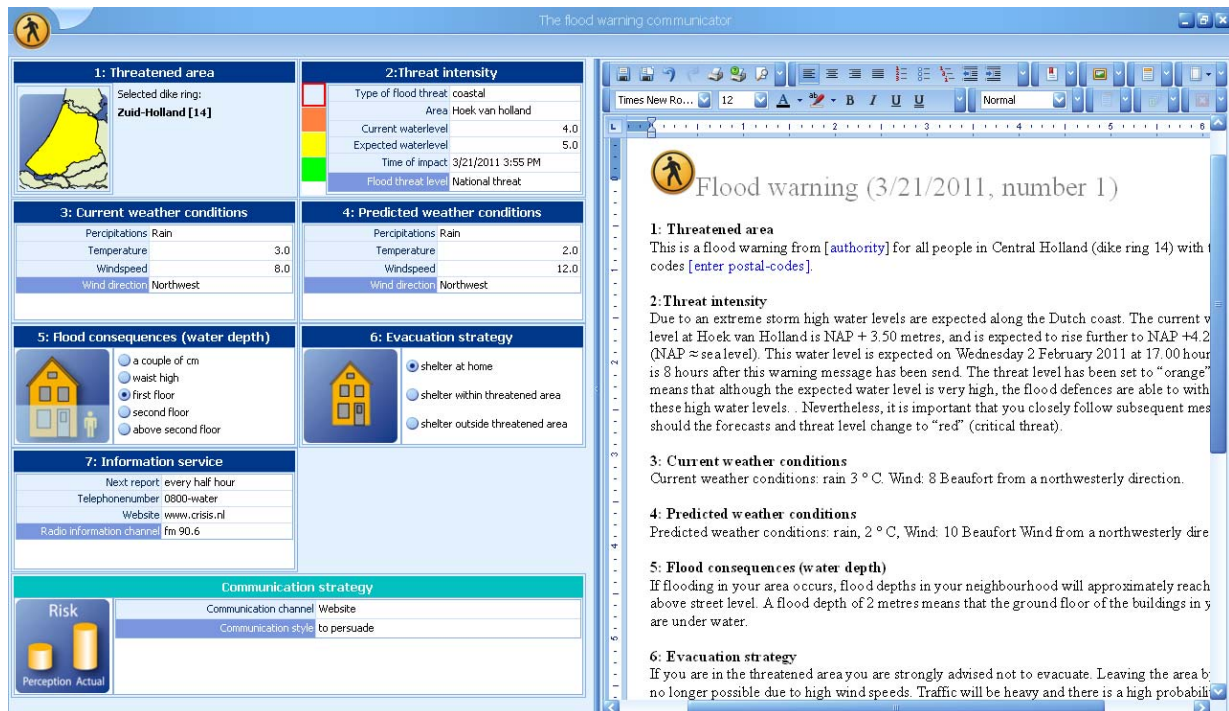 The flood warning communicator
1: Threatened area
Selected dike ring:
Zuid-Holland [14]
2:Threat intensity
Type of flood threat coastal
Area Hoek van holland
Current waterlevel 4.0
Expected waterlevel 5.0
Time of impact 3/21/2011 3:55 PM
Flood threat level National threat
3: Current weather conditions
Percipitations Rain
Temperature 3.0
Windspeed 8.0
Wind direction Northwest
4: Predicted weather conditions
Percipitations Rain
Temperature 2.0
Windspeed 12.0
Wind direction Northwest
5: Flood consequences (water depth)
a couple of cm
waist high
first floor
second floor
above second floor
6: Evacuation strategy
shelter at home
shelter within threatened area
shelter outside threatened area
7: Information service
Next report every half hour
Telephonenumber 0800-water
Website www.crisis.nl
Radio information channel fm 90.6
Communication strategy
Risk
Perception Actual
Communication channel Website
Communication style to persuade
Times New Ro... 12 A ab B I U U Normal
L 1 2 3 4 5 6
Flood warning (3/21/2011, number 1)
1: Threatened area
This is a flood warning from [authority] for all people in Central Holland (dike ring 14) with
codes [enter postal-codes].
2:Threat intensity
Due to an extreme storm high water levels are expected along the Dutch coast. The current
level at Hoek van Holland is NAP + 3.50 metres, and is expected to rise further to NAP +4.2
(NAP ≈ sea level). This water level is expected on Wednesday 2 February 2011 at 17.00 hour
is 8 hours after this warning message has been send. The threat level has been set to “orange”
means that although the expected water level is very high, the flood defences are able to with
these high water levels. . Nevertheless, it is important that you closely follow subsequent mes
should the forecasts and threat level change to “red” (critical threat).
3: Current weather conditions
Current weather conditions: rain 3 º C. Wind: 8 Beaufort from a northwesterly direction.
4: Predicted weather conditions
Predicted weather conditions: rain, 2 º C, Wind: 10 Beaufort Wind from a northwesterly dire
5: Flood consequences (water depth)
If flooding in your area occurs, flood depths in your neighbourhood will approximately reach
above street level. A flood depth of 2 metres means that the ground floor of the buildings in y
are under water.
6: Evacuation strategy
If you are in the threatened area you are strongly advised not to evacuate. Leaving the area b
no longer possible due to high wind speeds. Traffic will be heavy and there is a high probabili